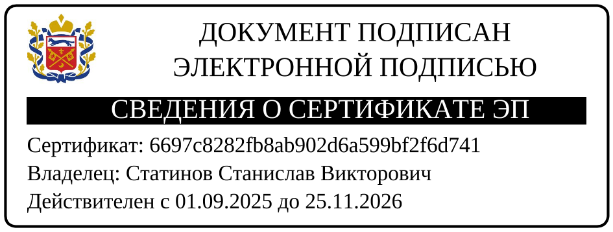 ДОКУМЕНТ ПОДПИСАН
ЭЛЕКТРОННОЙ ПОДПИСЬЮ
СВЕДЕНИЯ О СЕРТИФИКАТЕ ЭП
Сертификат: 6697c8282fb8ab902d6a599bf2f6d741
Владелец: Статинов Станислав Викторович
Действителен с 01.09.2025 до 25.11.2026